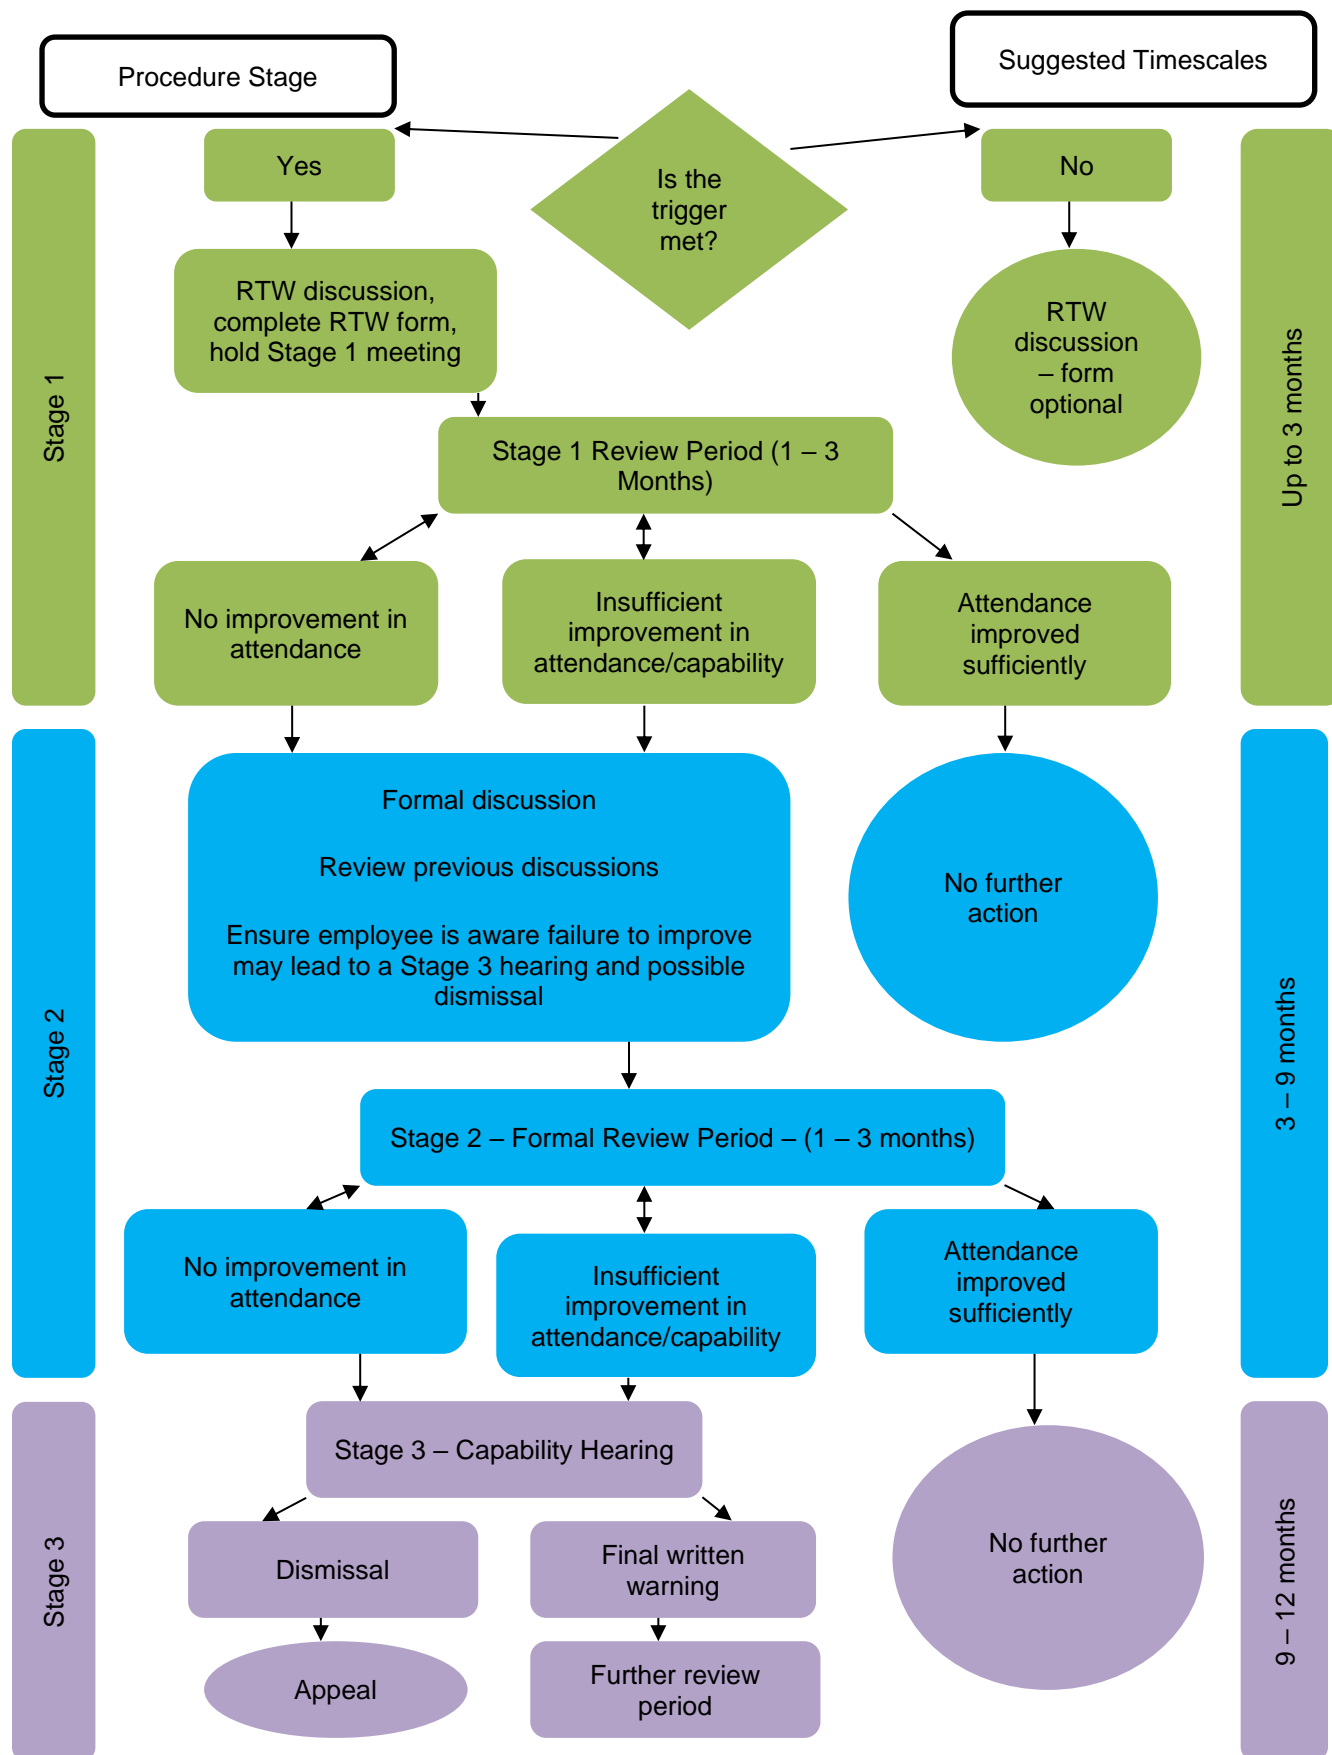 Procedure Stage
Suggested Timescales
Yes
Is the
trigger
met?
No
RTW discussion,
complete RTW form,
hold Stage 1 meeting
RTW
discussion
– form
optional
Stage 1
Up to 3 months
Stage 1 Review Period (1 – 3
Months)
No improvement in
attendance
Insufficient
improvement in
attendance/capability
Attendance
improved
sufficiently
Formal discussion
Review previous discussions
Ensure employee is aware failure to improve
may lead to a Stage 3 hearing and possible
dismissal
No further
action
Stage 2
3 – 9 months
Stage 2 – Formal Review Period – (1 – 3 months)
No improvement in
attendance
Insufficient
improvement in
attendance/capability
Attendance
improved
sufficiently
Stage 3 – Capability Hearing
Stage 3
9 – 12 months
Dismissal
Final written
warning
No further
action
Appeal
Further review
period